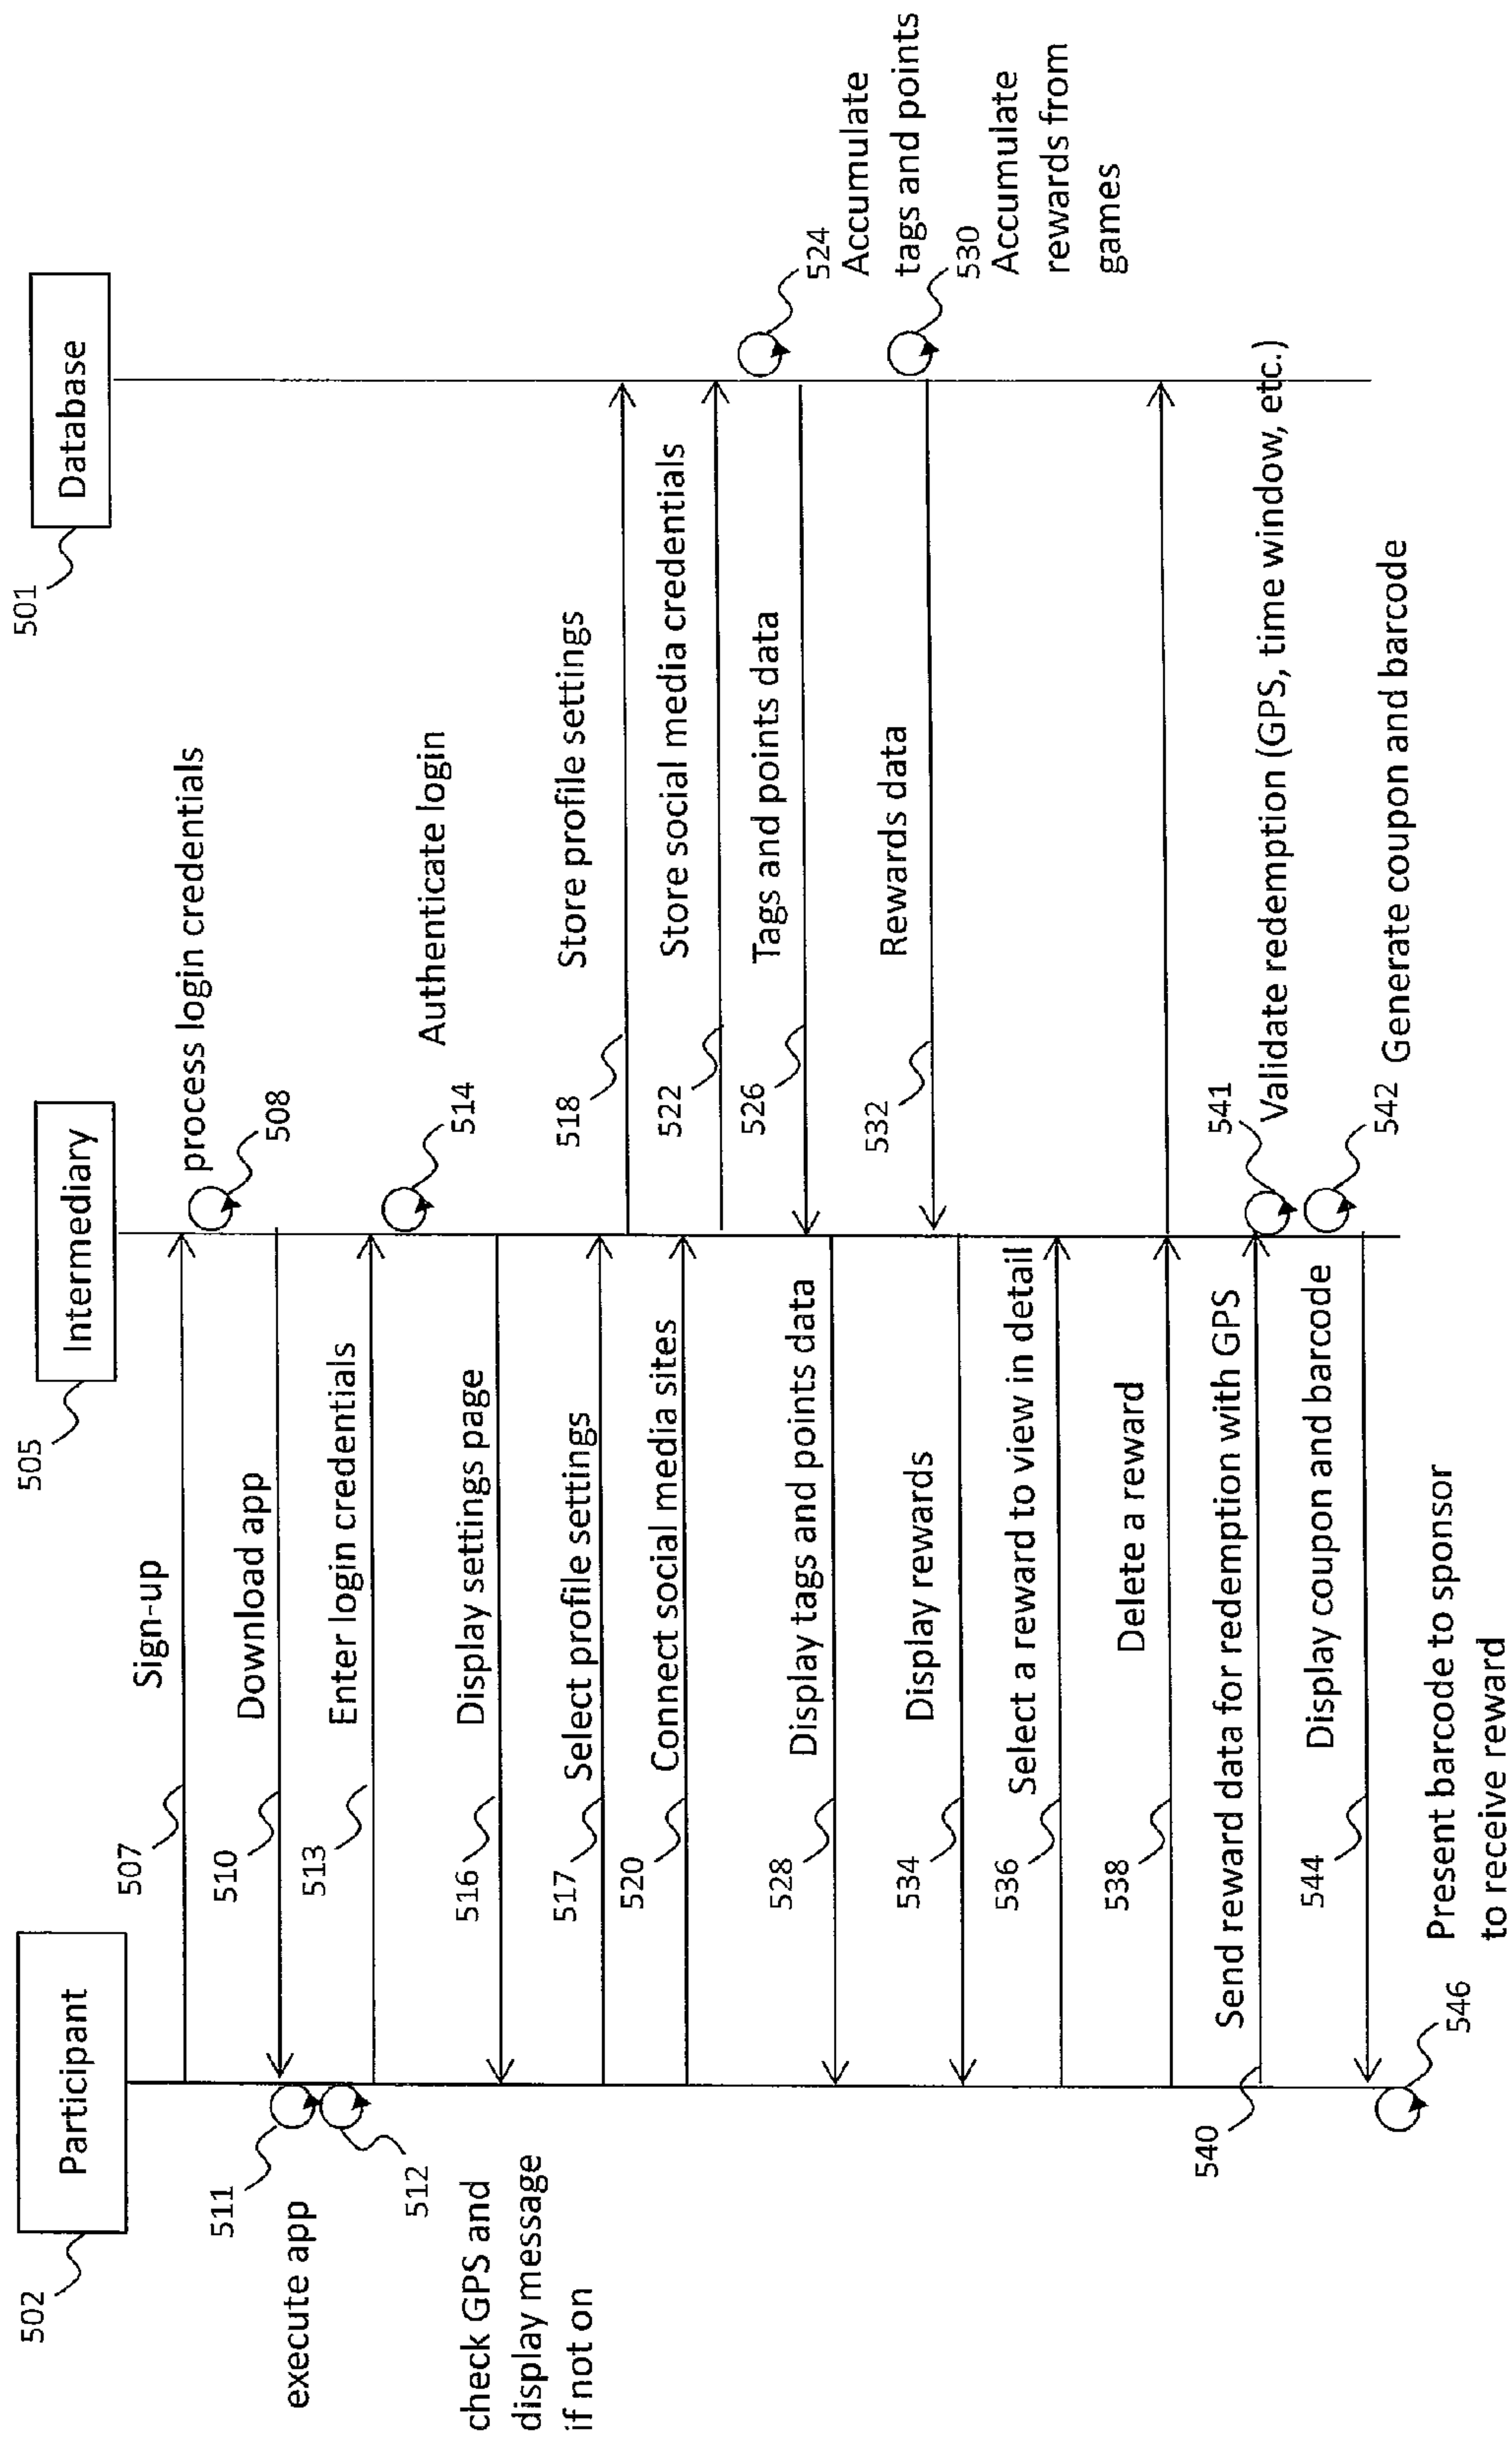 502
Participant
505
Intermediary
501
Database
507
Sign-up
process login credentials
508
510
Download app
511
execute app
512
check GPS and
display message
if not on
513
Enter login credentials
514
Authenticate login
516
Display settings page
517
Select profile settings
518
Store profile settings
520
Connect social media sites
522
Store social media credentials
524
Accumulate
tags and points
526
Tags and points data
528
Display tags and points data
530
Accumulate
rewards from
games
532
Rewards data
534
Display rewards
536
Select a reward to view in detail
538
Delete a reward
540
Send reward data for redemption with GPS
541
Validate redemption (GPS, time window, etc.)
542
Generate coupon and barcode
544
Display coupon and barcode
546
Present barcode to sponsor
to receive reward